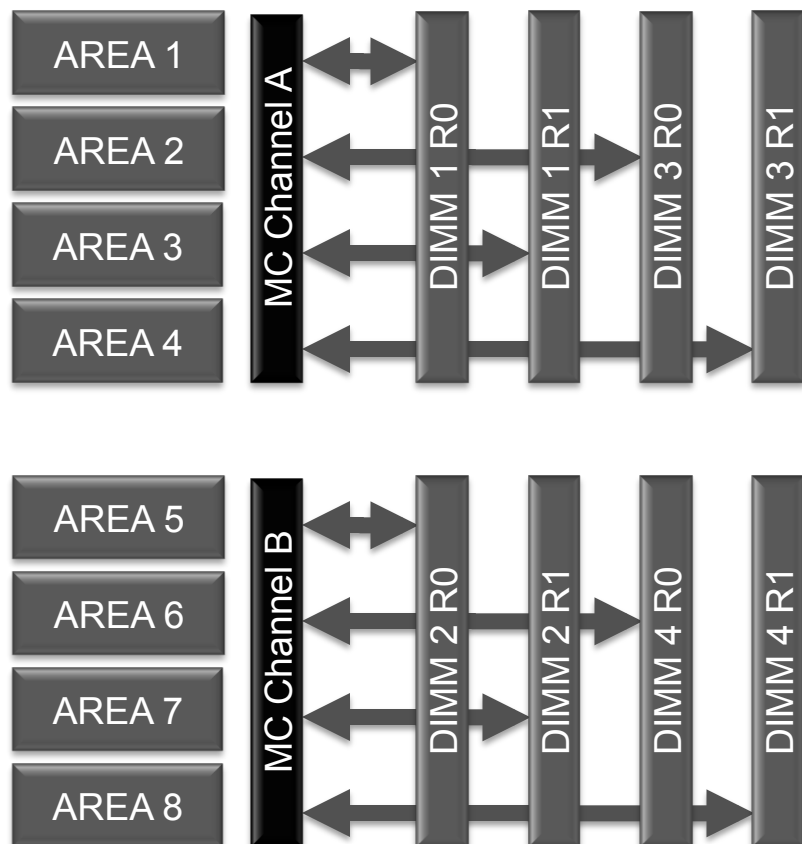 AREA 1
AREA 2
AREA 3
AREA 4
MC Channel A
DIMM 1 R0
DIMM 1 R1
DIMM 3 R0
DIMM 3 R1
AREA 5
AREA 6
AREA 7
AREA 8
MC Channel B
DIMM 2 R0
DIMM 2 R1
DIMM 4 R0
DIMM 4 R1